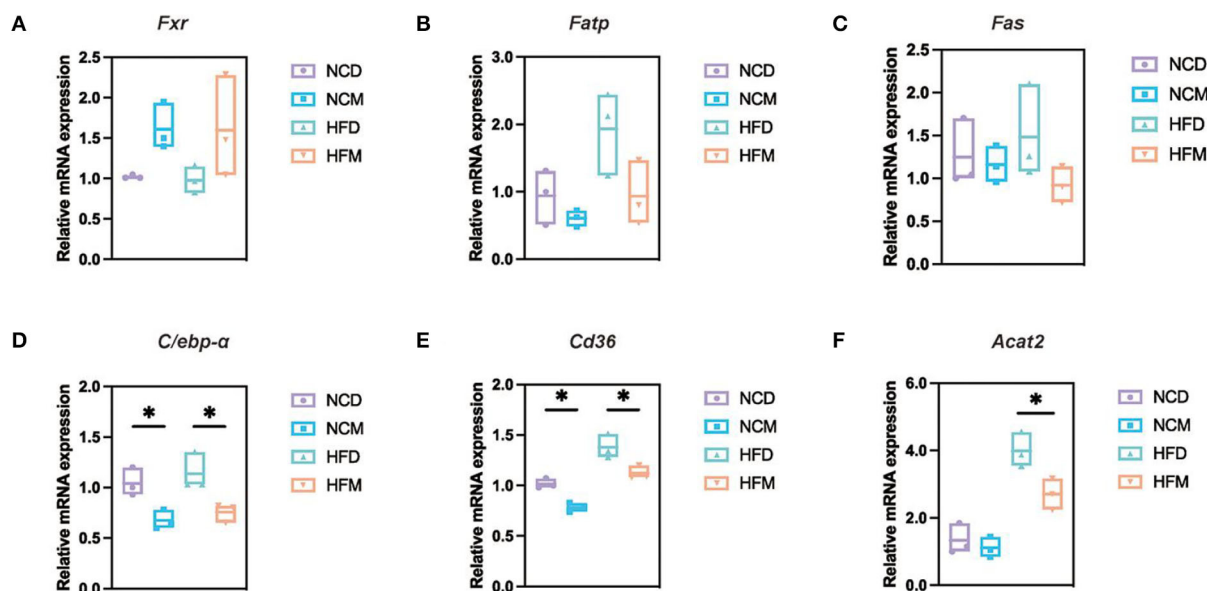 A
Fxr
Relative mRNA expression
2.5
2.0
1.5
1.0
0.5
0.0
NCD
NCM
HFD
HFM
B
Fatp
Relative mRNA expression
3.0
2.0
1.0
0.0
NCD
NCM
HFD
HFM
C
Fas
Relative mRNA expression
2.5
2.0
1.5
1.0
0.5
0.0
NCD
NCM
HFD
HFM
D
C/ebp-α
Relative mRNA expression
2.0
1.5
1.0
0.5
0.0
*
*
NCD
NCM
HFD
HFM
E
Cd36
Relative mRNA expression
2.0
1.5
1.0
0.5
0.0
*
*
NCD
NCM
HFD
HFM
F
Acat2
Relative mRNA expression
6.0
4.0
2.0
0.0
*
NCD
NCM
HFD
HFM